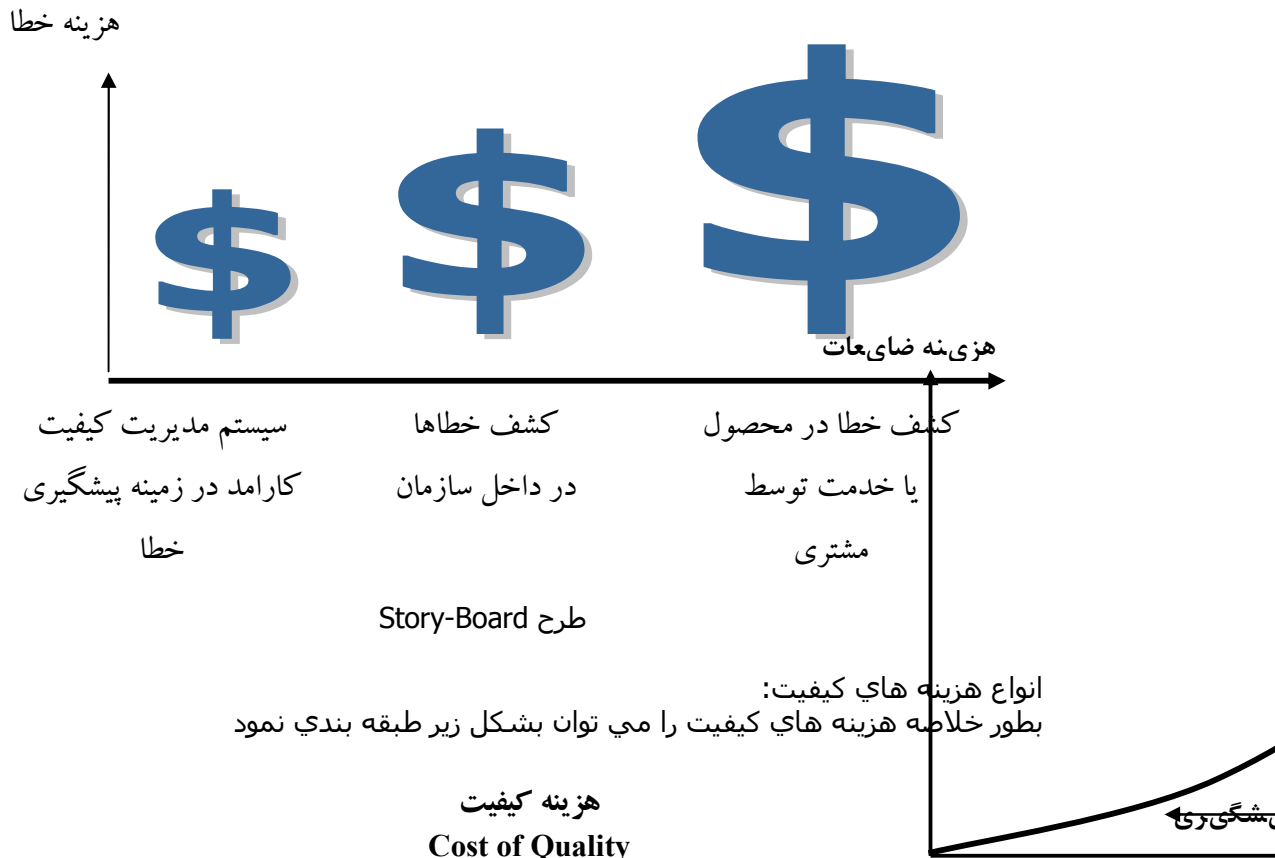 هزینه خطا
$ $ $
هزینه ضایعات
سیستم مدیریت کیفیت
کارامد در زمینه پیشگیری
خطا
کشف خطاها
در داخل سازمان
کشف خطا در محصول
یا خدمت توسط
مشتری
طرح Story-Board
انواع هزينه هاي كيفيت:
بطور خلاصه هزينه هاي كيفيت را مي توان بشكل زير طبقه بندي نمود
هزینه کیفیت
Cost of Quality